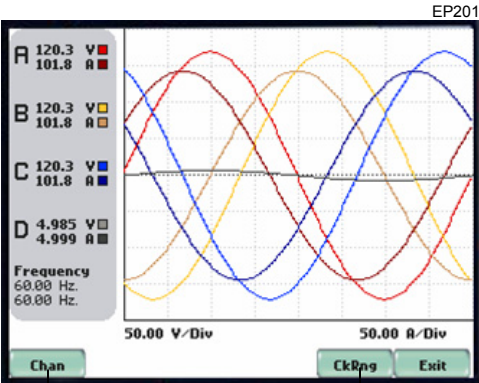 EP201
A 120.3 V
101.8 A
B 120.3 V
101.8 A
C 120.3 V
101.8 A
D 4.985 V
4.999 A
Frequency
60.00 Hz.
60.00 Hz.
50.00 V/Div 50.00 A/Div
Chan CkRng Exit